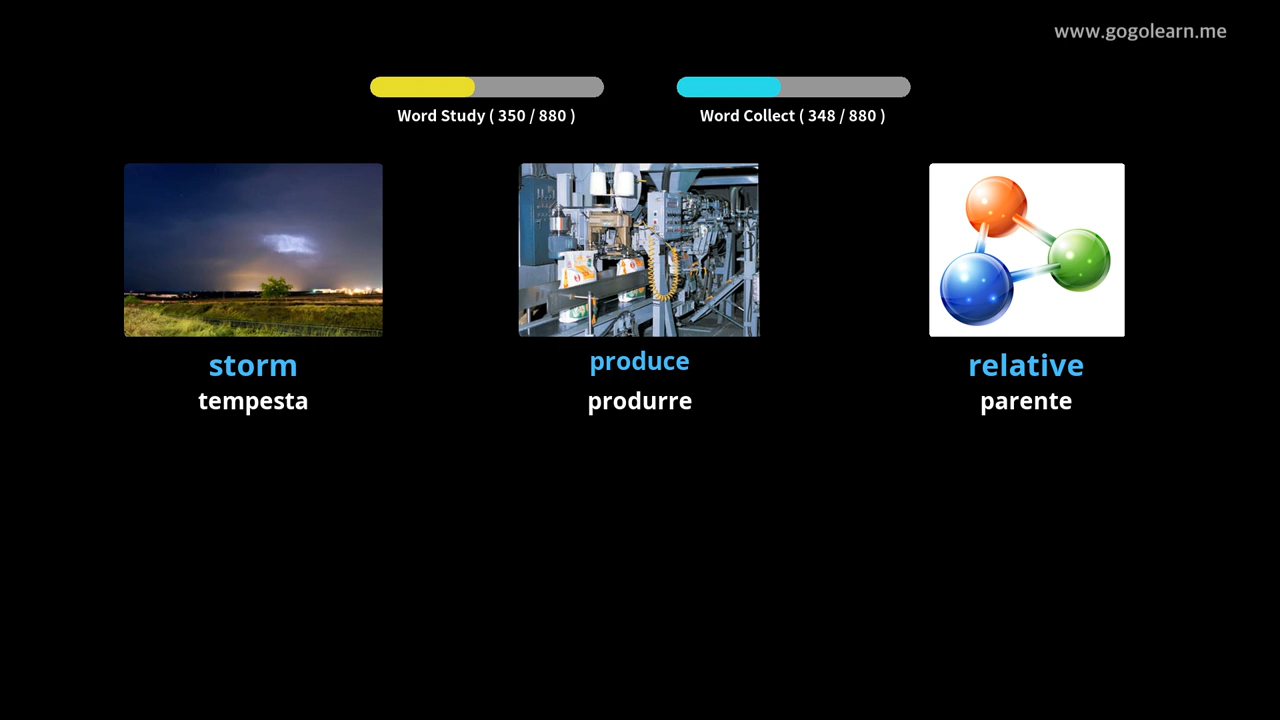 www.gogolearn.me
Word Study ( 350 / 880 )
Word Collect ( 348 / 880 )
storm
tempesta
produce
produrre
relative
parente